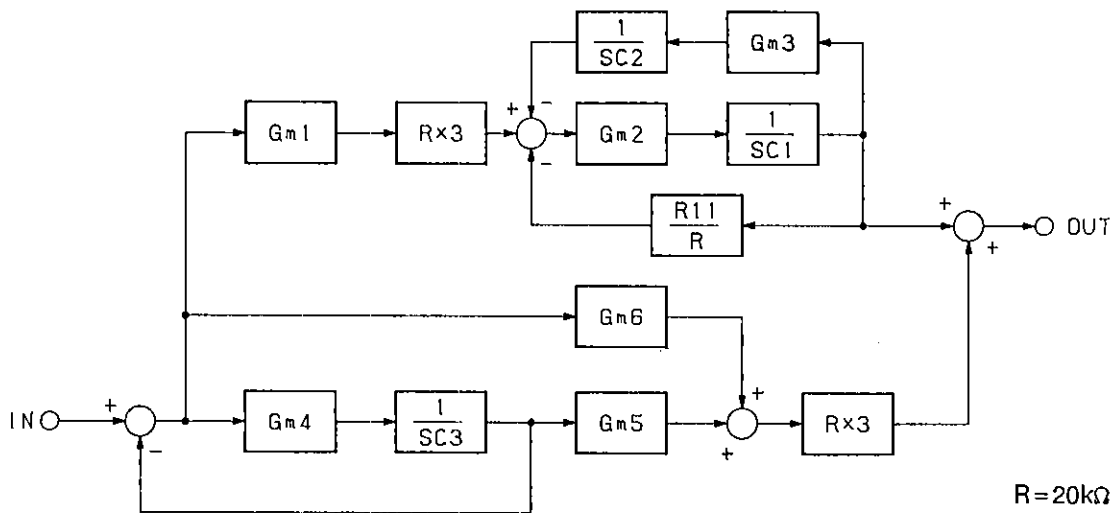 1
SC2
Gm3
+
−
Gm1
R×3
Gm2
1
SC1
−
R11
R
+
+
OUT
Gm6
+
IN
+
−
Gm4
1
SC3
Gm5
+
R×3
R=20kΩ